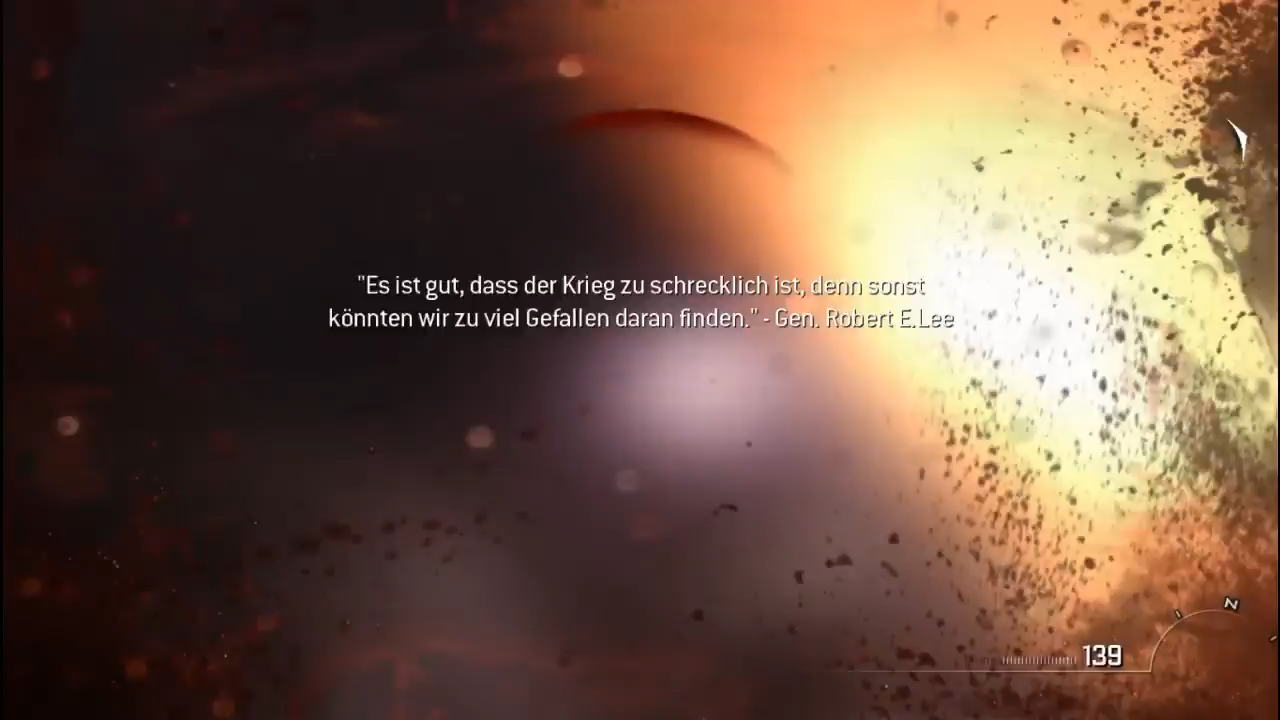 "Es ist gut, dass der Krieg zu schrecklich ist, denn sonst
könnten wir zu viel Gefallen daran finden." - Gen. Robert E.Lee
N
139